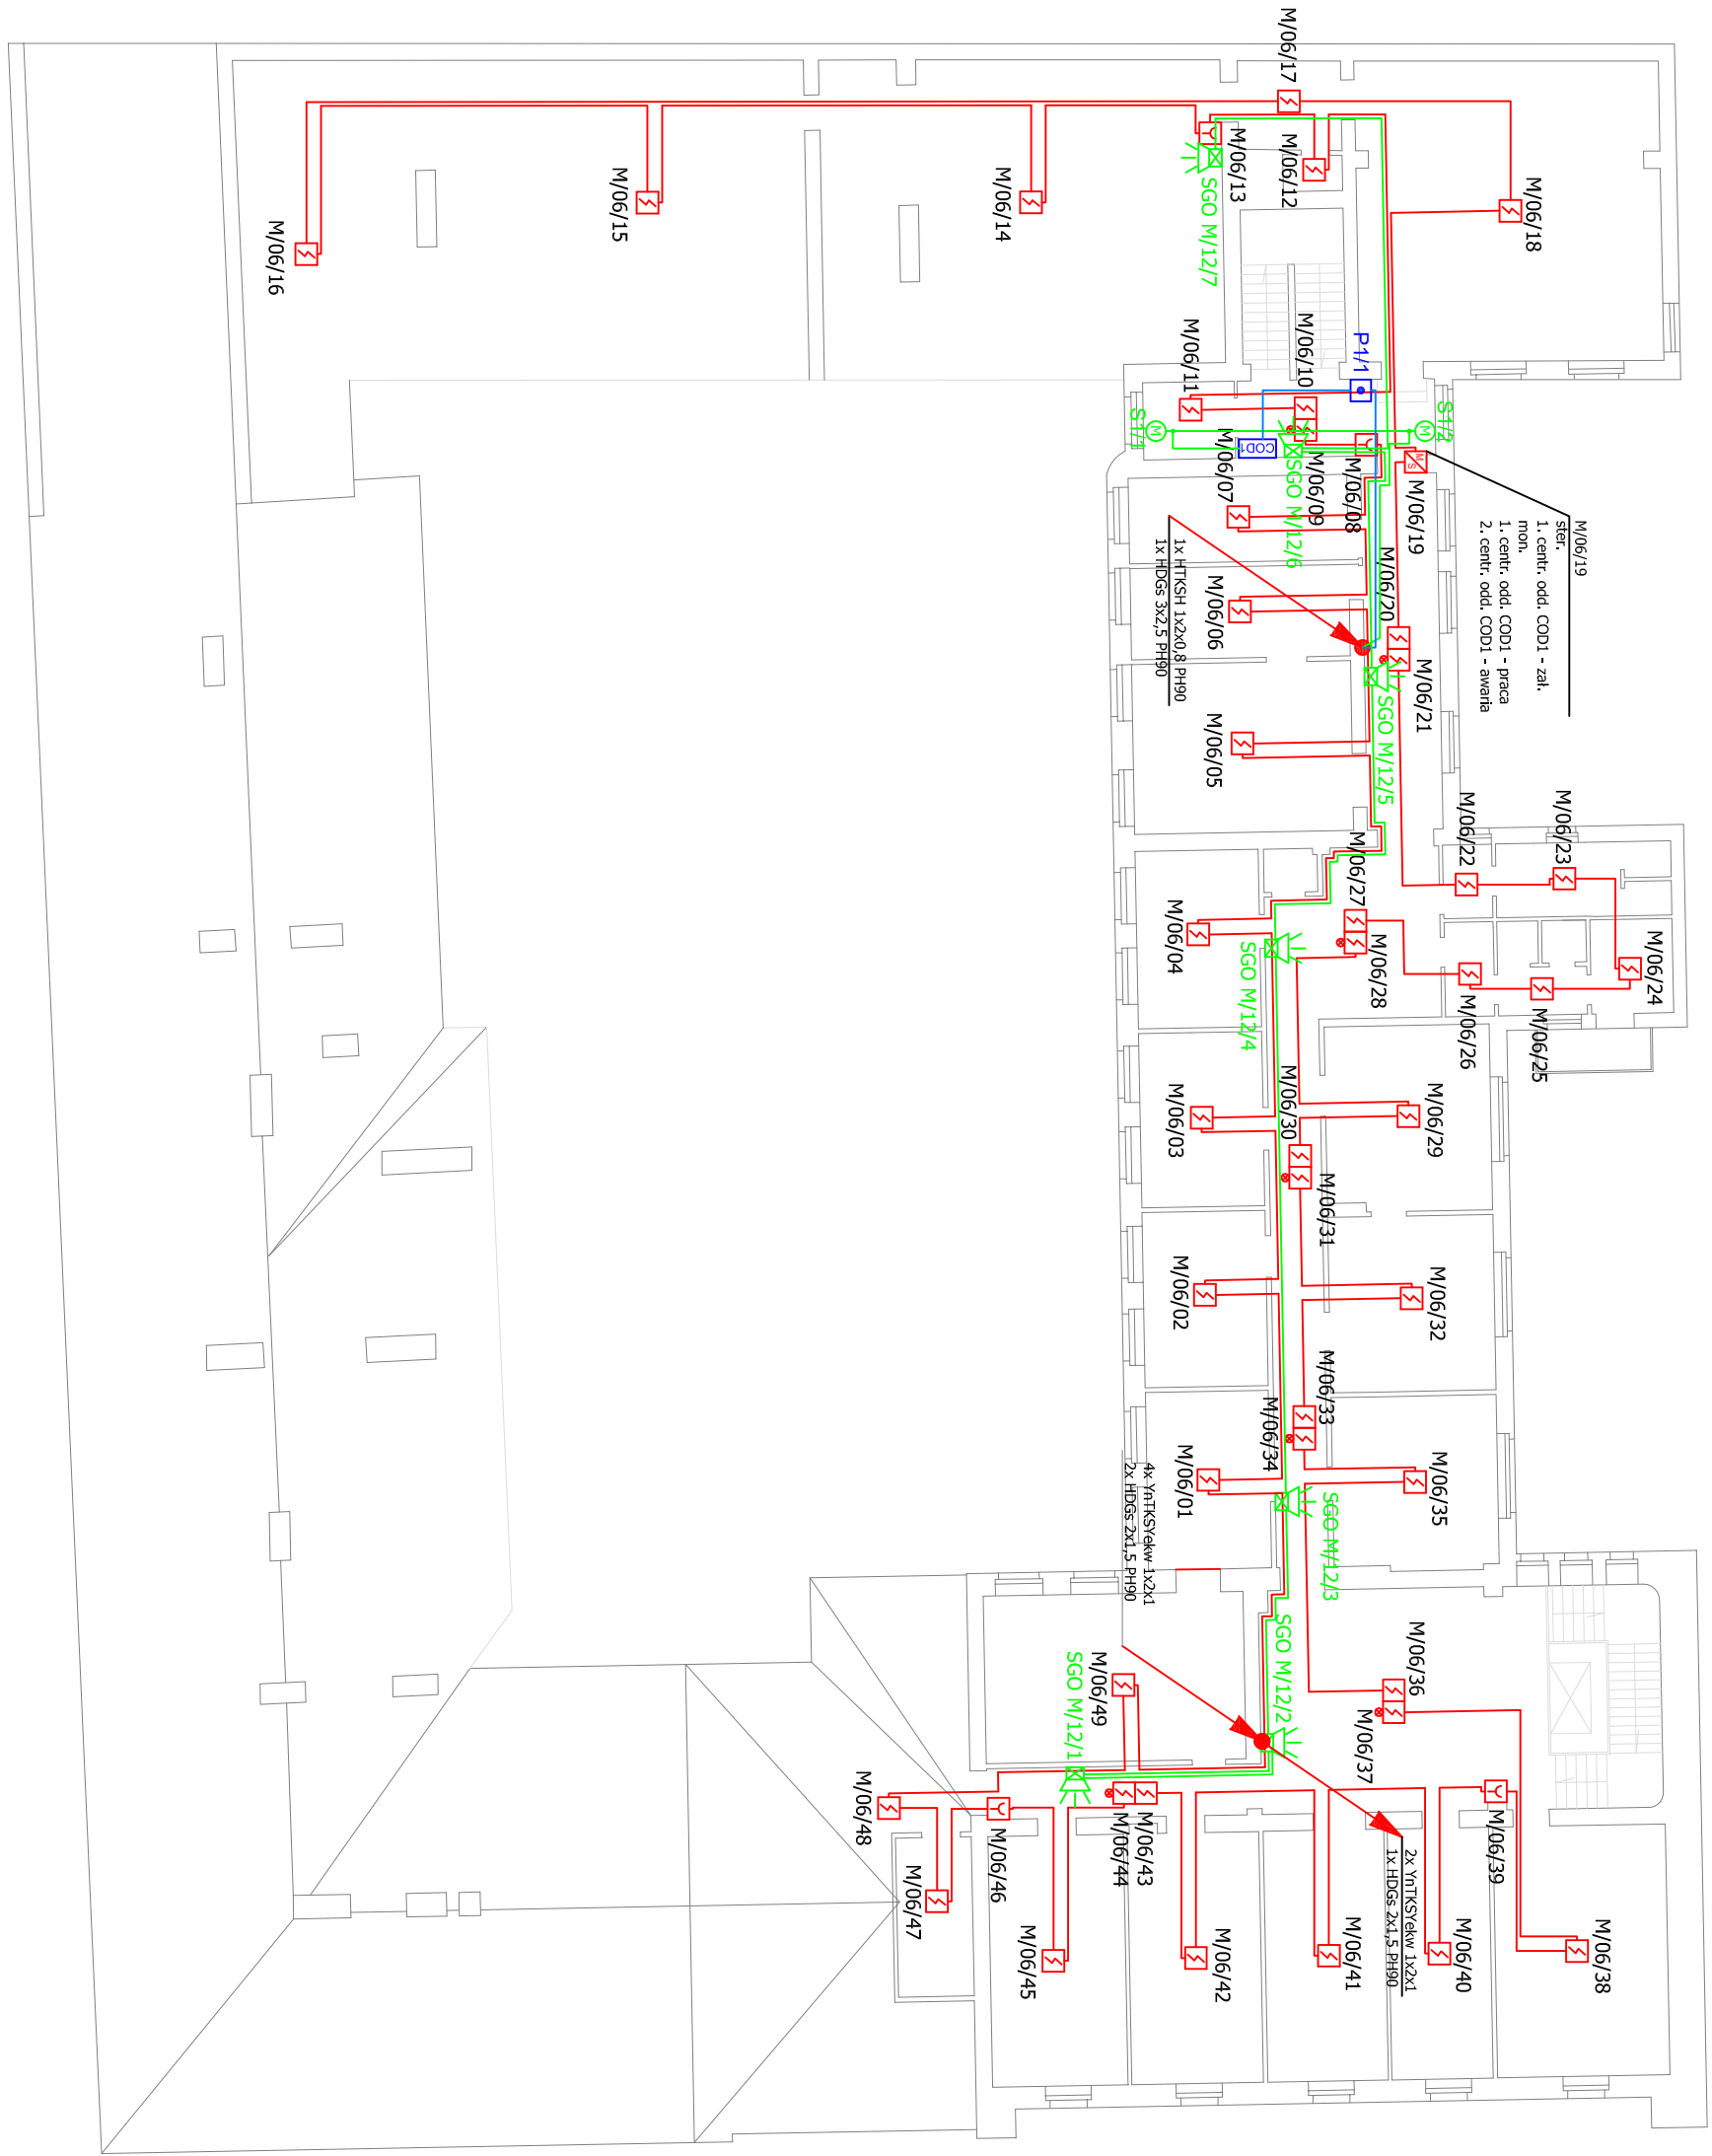 M/06/17
M/06/13
M/06/12
M/06/18
M/06/14
M/06/15
M/06/16
SGO M/12/7
M/06/11
M/06/10
P1/1
S1/1
M
M
S1/2
COD1
M/S
M/06/07
M/06/09
M/06/08
M/06/19
SGO M/12/6
M/06/19
ster.
1. centr. odd. COD1 - zał.
mon.
1. centr. odd. COD1 - praca
2. centr. odd. COD1 - awaria
1x HTKSH 1x2x0,8 PH90
1x HDGs 3x2,5 PH90
M/06/06
M/06/20
M/06/21
SGO M/12/5
M/06/05
M/06/22
M/06/23
M/06/27
M/06/28
M/06/24
M/06/04
SGO M/12/4
M/06/26
M/06/25
M/06/03
M/06/30
M/06/29
M/06/31
M/06/02
M/06/32
M/06/33
M/06/34
M/06/01
M/06/35
4x YnTKSYekw 1x2x1
2x HDGs 2x1,5 PH90
SGO M/12/3
SGO M/12/2
M/06/36
M/06/49
SGO M/12/1
M/06/37
M/06/48
M/06/46
M/06/44
M/06/43
M/06/39
2x YnTKSYekw 1x2x1
1x HDGs 2x1,5 PH90
M/06/47
M/06/45
M/06/42
M/06/41
M/06/40
M/06/38